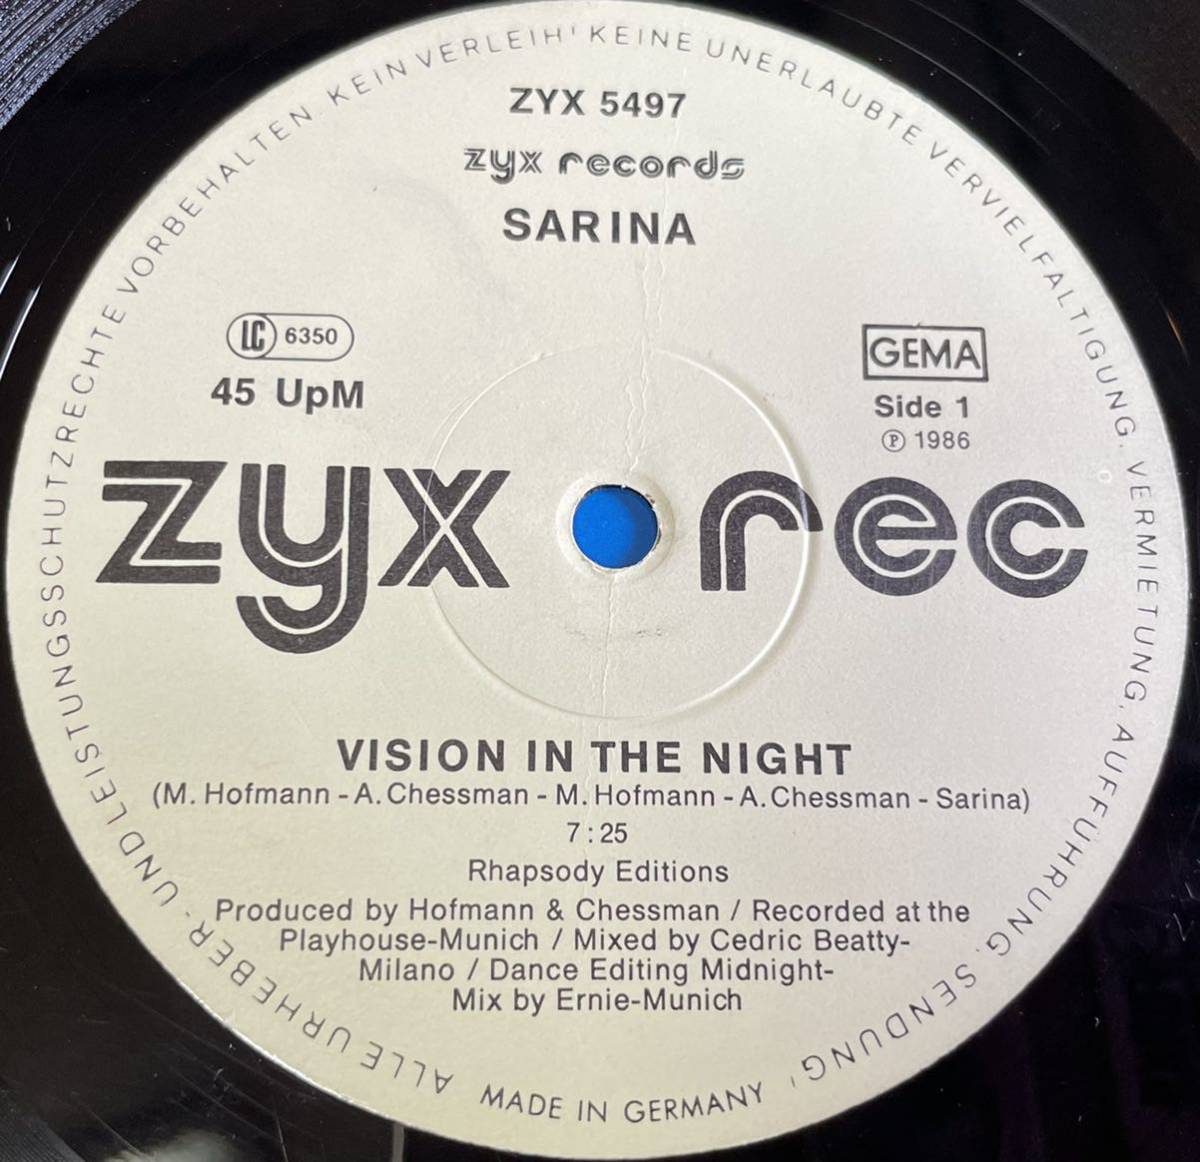 ZYX 5497
zyx records
SARINA
LC 6350
45 UpM
GEMA
Side 1
Ⓟ 1986
zyx rec
VISION IN THE NIGHT
(M. Hofmann - A. Chessman - M. Hofmann - A. Chessman - Sarina)
7:25
Rhapsody Editions
Produced by Hofmann & Chessman / Recorded at the
Playhouse-Munich / Mixed by Cedric Beatty-
Milano / Dance Editing Midnight-
Mix by Ernie-Munich
ALLE URHEBER- UND LEISTUNGSSCHUTZRECHTE VORBEHALTEN. KEIN VERLEIH! KEINE UNERLAUBTE VERVIELFÄLTIGUNG. VERMIETUNG, AUFFÜHRUNG, SENDUNG!
MADE IN GERMANY